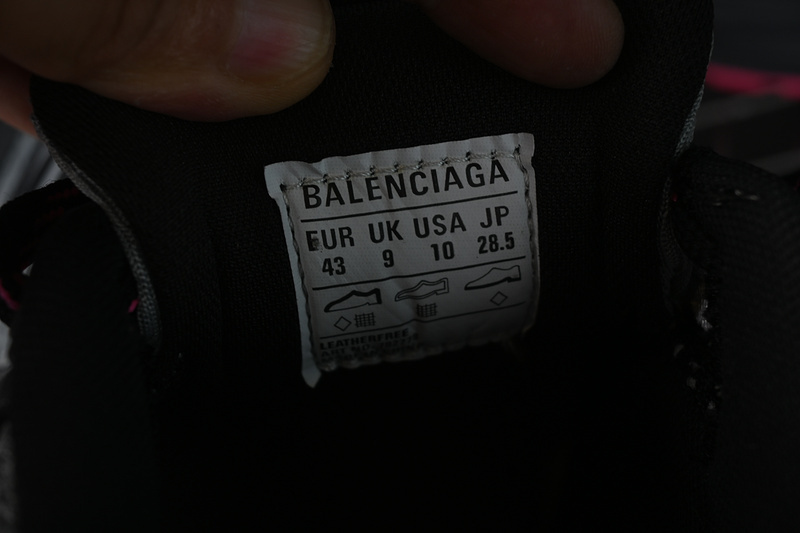 BALENCIAGA
EUR UK USA JP
43 9 10 28.5
LEATHERFREE